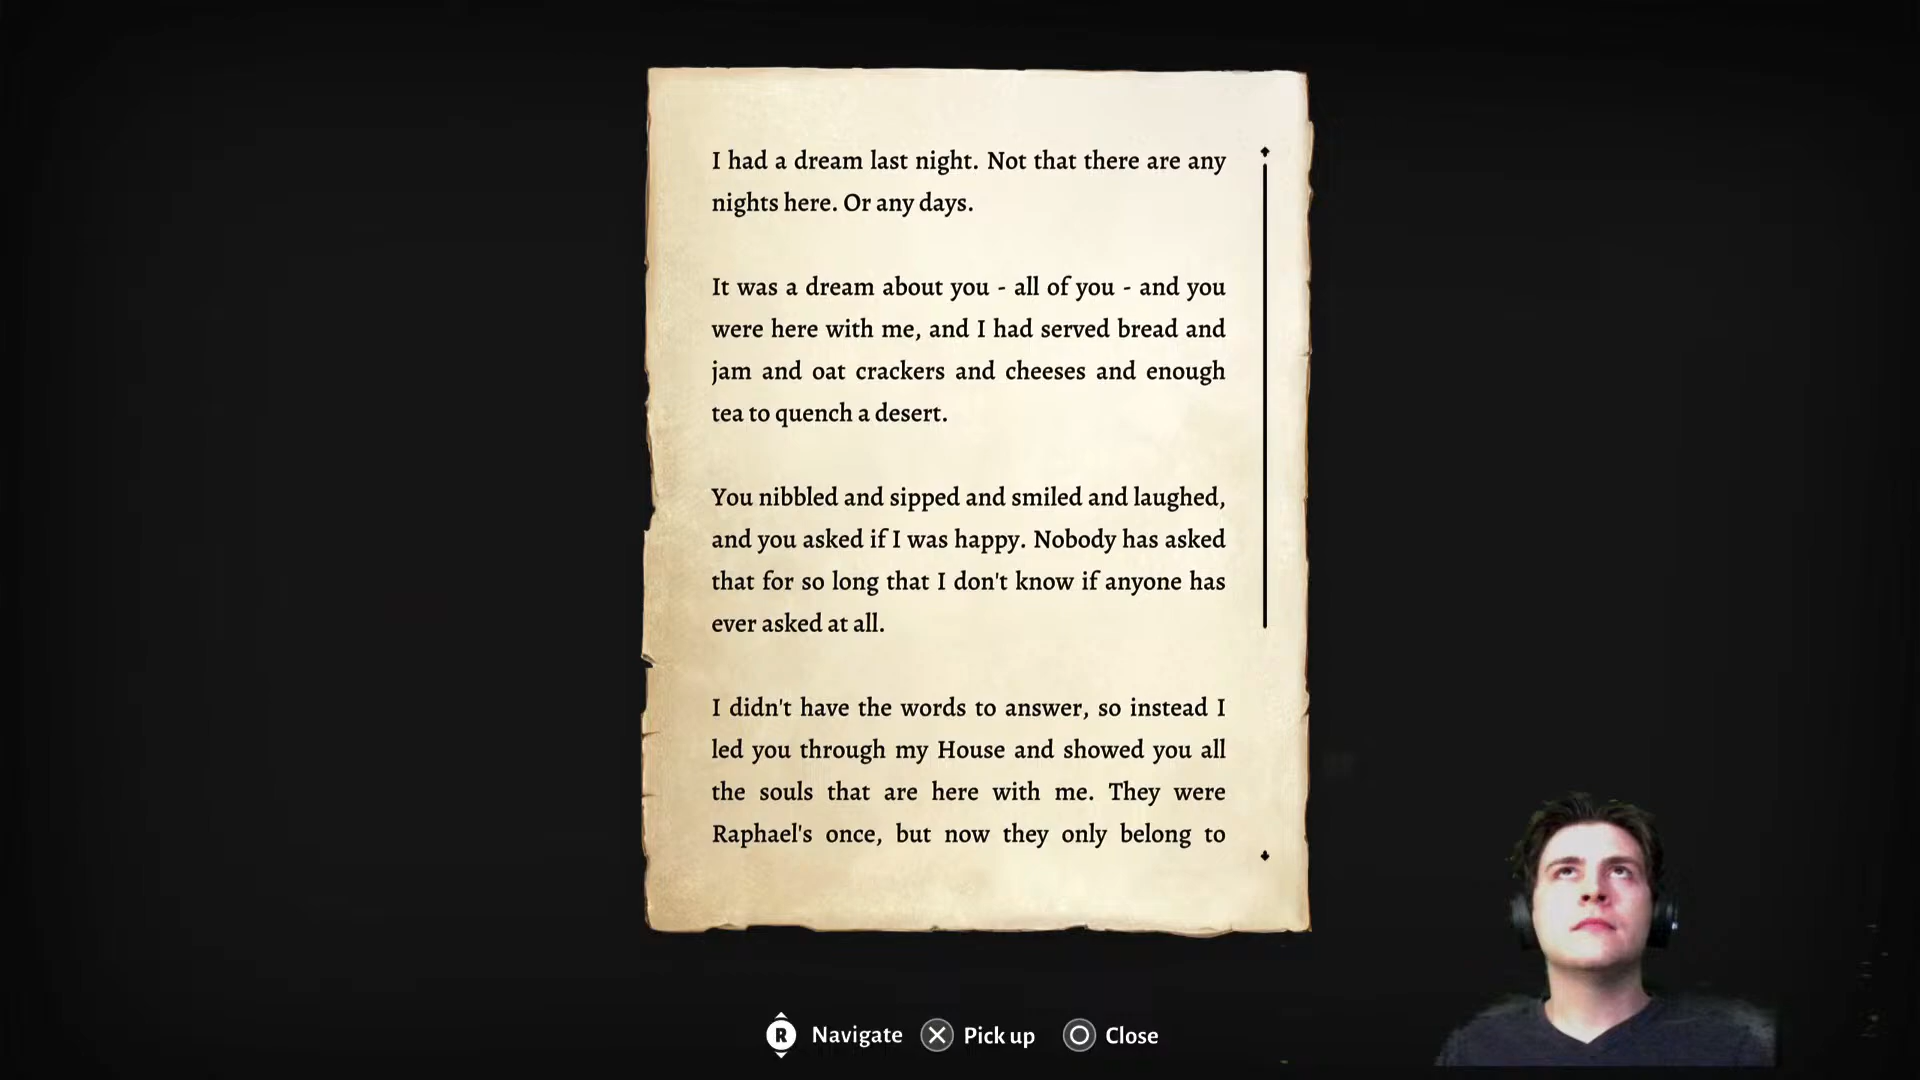 I had a dream last night. Not that there are any
nights here. Or any days.
It was a dream about you - all of you - and you
were here with me, and I had served bread and
jam and oat crackers and cheeses and enough
tea to quench a desert.
You nibbled and sipped and smiled and laughed,
and you asked if I was happy. Nobody has asked
that for so long that I don't know if anyone has
ever asked at all.
I didn't have the words to answer, so instead I
led you through my House and showed you all
the souls that are here with me. They were
Raphael's once, but now they only belong to
R Navigate Pick up Close